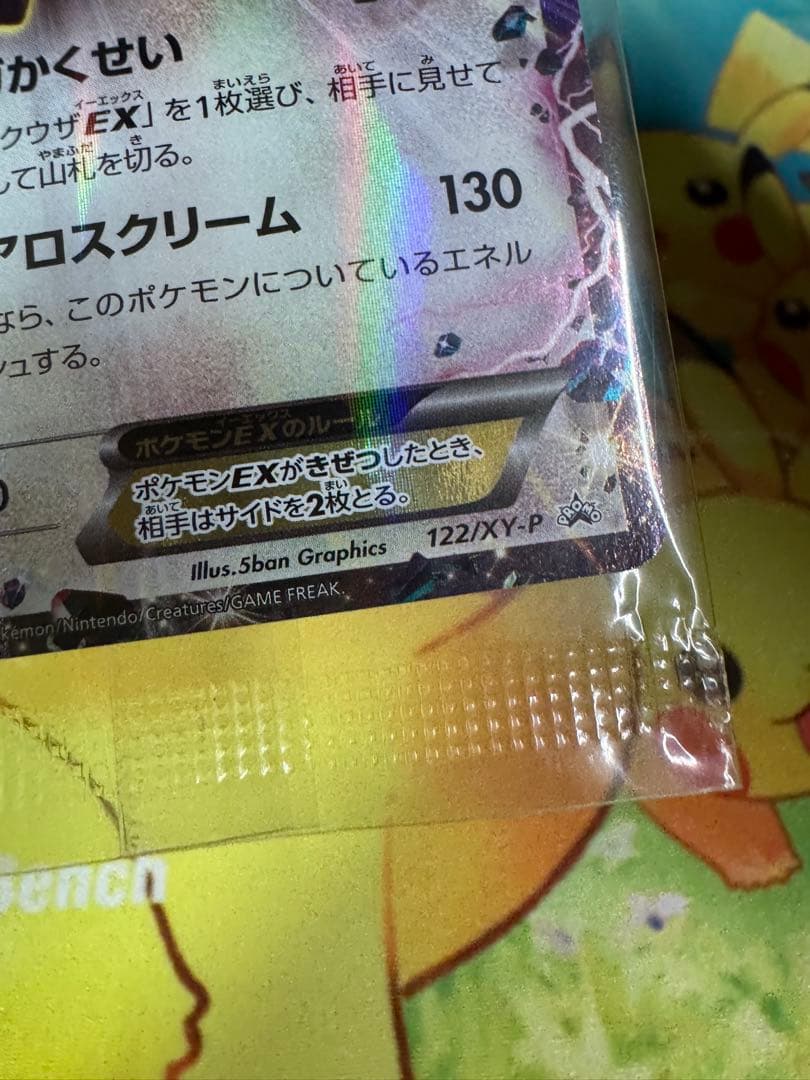 かくせい
クウザEX」を1枚選び、相手に見せて
して山札を切る。
アロスクリーム 130
なら、このポケモンについているエネル
ュする。
ポケモンEXのルー
ポケモンEXがきぜつしたとき、
相手はサイドを2枚とる。
0
Illus.5ban Graphics 122/XY-P
PROMO
okémon/Nintendo/Creatures/GAME FREAK.
Bench